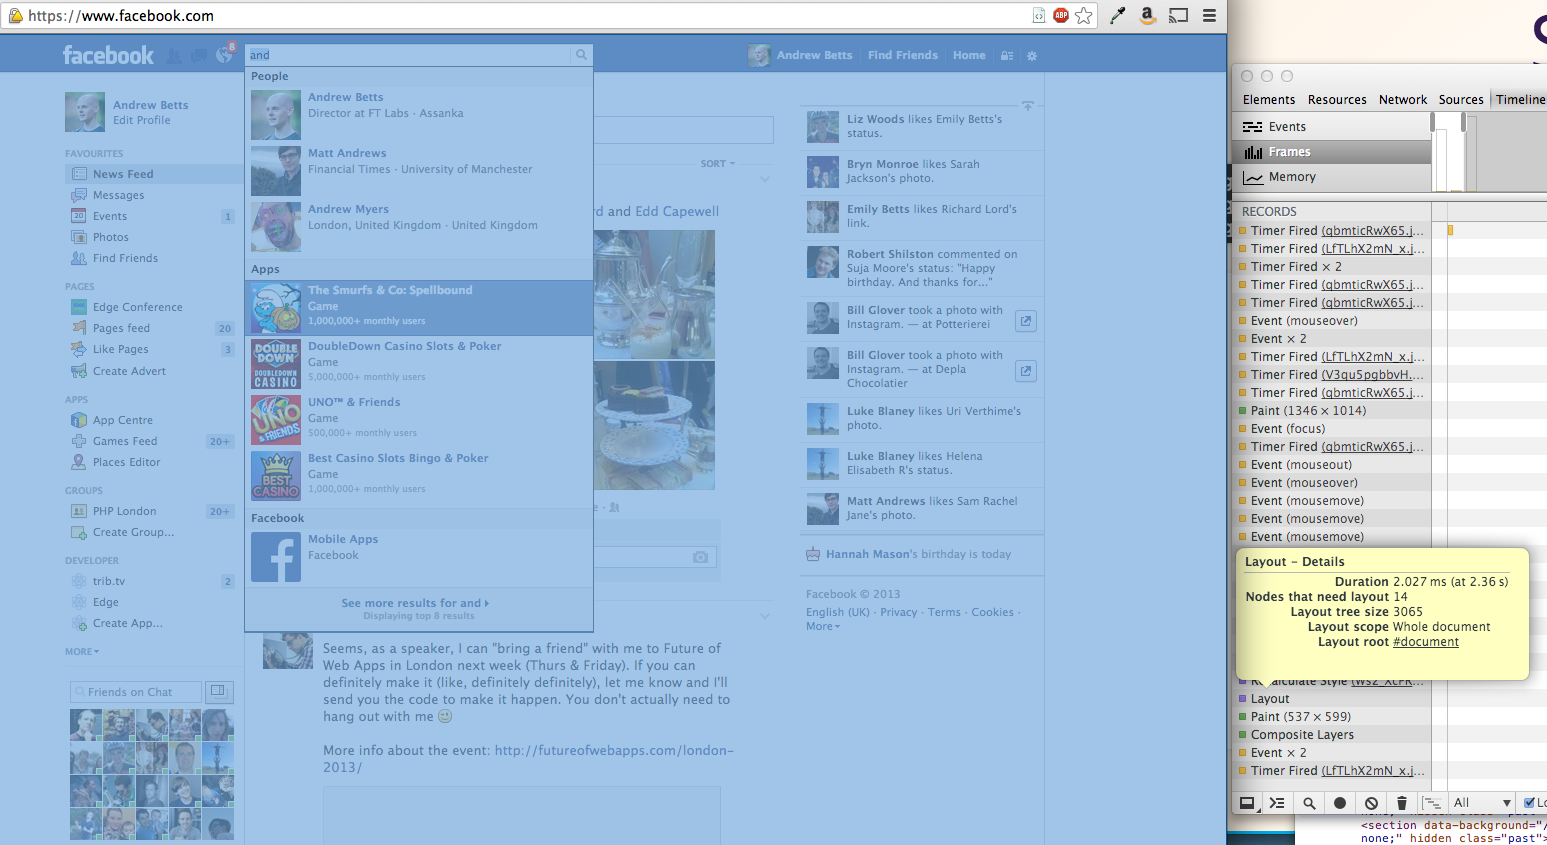 https://www.facebook.com
ABP
facebook
8
and
Andrew Betts
Find Friends
Home
Andrew Betts
Edit Profile
FAVOURITES
News Feed
Messages
Events 1
Photos
Find Friends
PAGES
Edge Conference
Pages feed 20
Like Pages 3
Create Advert
APPS
App Centre
Games Feed 20+
Places Editor
GROUPS
PHP London 20+
Create Group...
DEVELOPER
trib.tv 2
Edge
Create App...
MORE
Friends on Chat
People
Andrew Betts
Director at FT Labs · Assanka
Matt Andrews
Financial Times · University of Manchester
Andrew Myers
London, United Kingdom · United Kingdom
Apps
The Smurfs & Co: Spellbound
Game
1,000,000+ monthly users
DOUBLE
DOWN
DOUBLEDOWN
CASINO
DoubleDown Casino Slots & Poker
Game
5,000,000+ monthly users
UNO
& FRIENDS
UNO™ & Friends
Game
500,000+ monthly users
BEST
CASINO
Best Casino Slots Bingo & Poker
Game
1,000,000+ monthly users
Facebook
Mobile Apps
Facebook
See more results for and
Displaying top 8 results
SORT
and Edd Capewell
Seems, as a speaker, I can "bring a friend" with me to Future of
Web Apps in London next week (Thurs & Friday). If you can
definitely make it (like, definitely definitely), let me know and I'll
send you the code to make it happen. You don't actually need to
hang out with me
More info about the event: http://futureofwebapps.com/london-
2013/
Liz Woods likes Emily Betts's
status.
Bryn Monroe likes Sarah
Jackson's photo.
Emily Betts likes Richard Lord's
link.
Robert Shilston commented on
Suja Moore's status: "Happy
birthday. And thanks for..."
Bill Glover took a photo with
Instagram. — at Potterierei
Bill Glover took a photo with
Instagram. — at Depla
Chocolatier
Luke Blaney likes Uri Verthime's
photo.
Luke Blaney likes Helena
Elisabeth R's status.
Matt Andrews likes Sam Rachel
Jane's photo.
Hannah Mason's birthday is today
Facebook © 2013
English (UK) · Privacy · Terms · Cookies ·
More
Elements Resources Network Sources Timeline
Events
Frames
Memory
RECORDS
Timer Fired (qbmticRwX65.j...
Timer Fired (LfTLhX2mN_x.j...
Timer Fired × 2
Timer Fired (qbmticRwX65.j...
Timer Fired (qbmticRwX65.j...
Event (mouseover)
Event × 2
Timer Fired (LfTLhX2mN_x.j...
Timer Fired (V3qu5pgbbvH....
Timer Fired (qbmticRwX65.j...
Paint (1346 × 1014)
Event (focus)
Timer Fired (qbmticRwX65.j...
Event (mouseout)
Event (mouseover)
Event (mousemove)
Event (mousemove)
Event (mousemove)
Layout – Details
Duration 2.027 ms (at 2.36 s)
Nodes that need layout 14
Layout tree size 3065
Layout scope Whole document
Layout root #document
Layout
Paint (537 × 599)
Composite Layers
Event × 2
Timer Fired (LfTLhX2mN_x.j...
All
<section data-background="/
none;" hidden class="past">